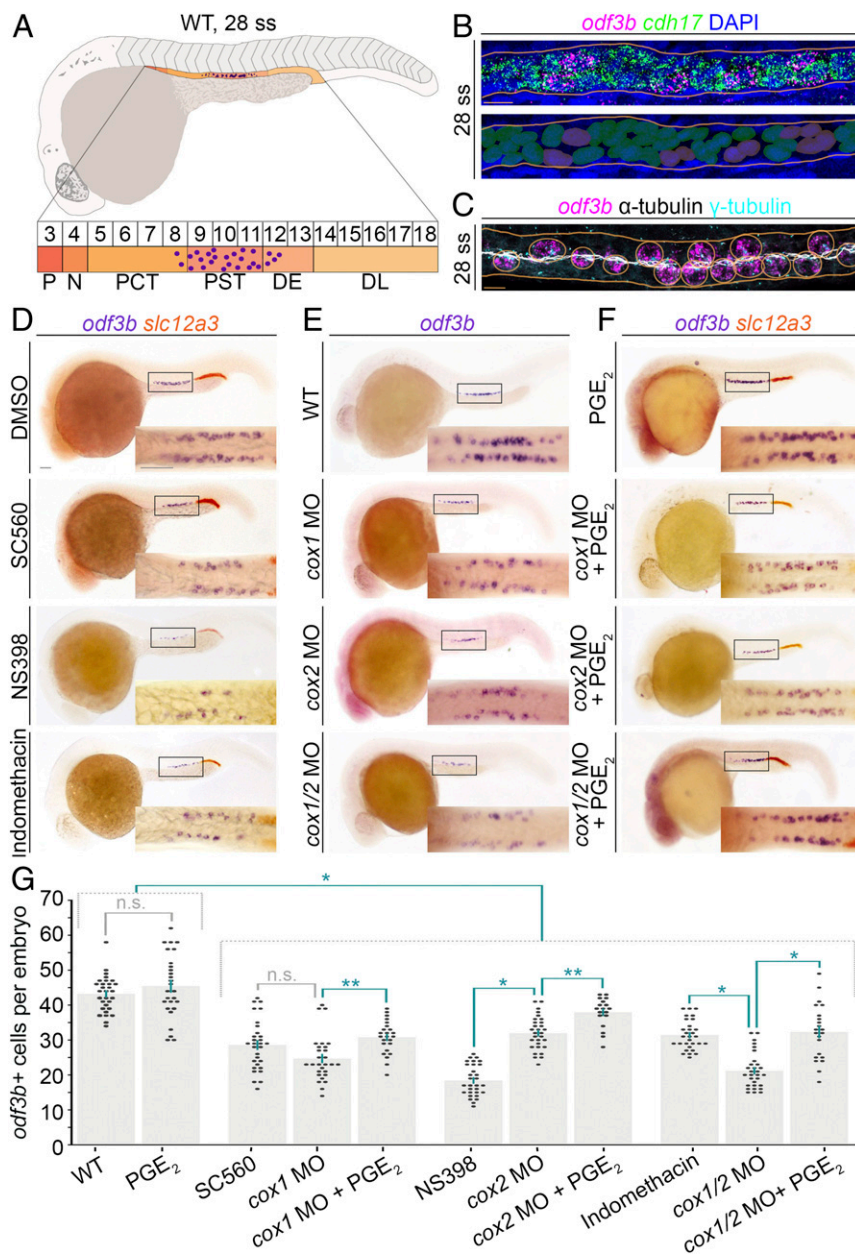 A
WT, 28 ss
3 4 5 6 7 8 9 10 11 12 13 14 15 16 17 18
P N PCT PST DE DL
B
odf3b cdh17 DAPI
28 ss
C
odf3b α-tubulin γ-tubulin
28 ss
D
odf3b slc12a3
DMSO
SC560
NS398
Indomethacin
E
odf3b
WT
cox1 MO
cox2 MO
cox1/2 MO
F
odf3b slc12a3
PGE₂
cox1 MO
+ PGE₂
cox2 MO
+ PGE₂
cox1/2 MO
+ PGE₂
G
odf3b+ cells per embryo
70
60
50
40
30
20
10
0
*
n.s.
n.s.
**
*
**
*
*
WT
PGE₂
SC560
cox1 MO
cox1 MO + PGE₂
NS398
cox2 MO
cox2 MO + PGE₂
Indomethacin
cox1/2 MO
cox1/2 MO+ PGE₂